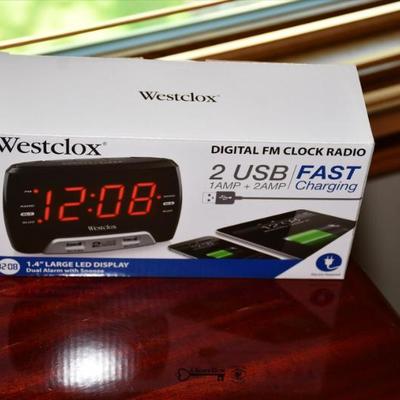 Westclox®
Westclox®
DIGITAL FM CLOCK RADIO
2 USB
1AMP + 2AMP
FAST
Charging
12:08
Westclox
1.4" LARGE LED DISPLAY
Dual Alarm with Snooze